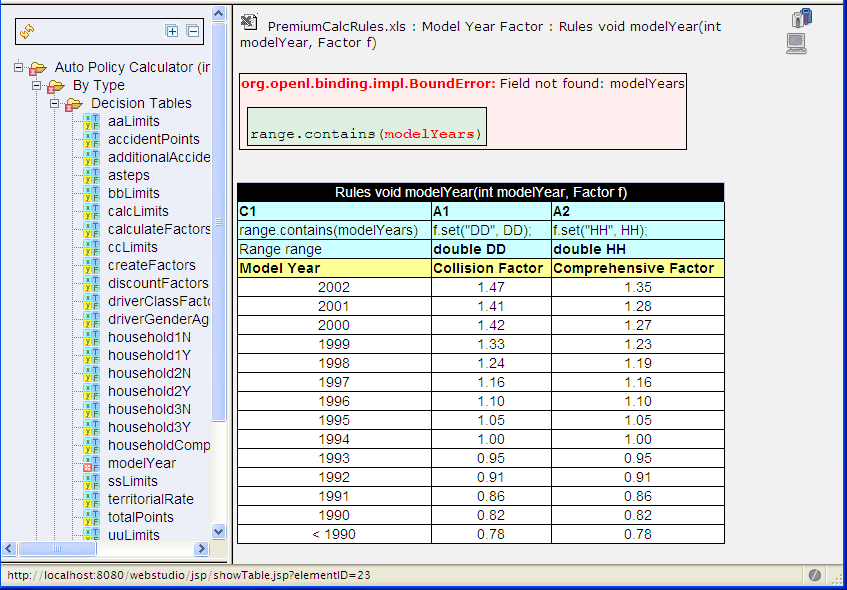 Auto Policy Calculator (ir
By Type
Decision Tables
aaLimits
accidentPoints
additionalAccide
asteps
bbLimits
calcLimits
calculateFactors
ccLimits
createFactors
discountFactors
driverClassFacto
driverGenderAg
household1N
household1Y
household2N
household2Y
household3N
household3Y
householdComp
modelYear
ssLimits
territorialRate
totalPoints
uuLimits
PremiumCalcRules.xls : Model Year Factor : Rules void modelYear(int
modelYear, Factor f)
org.openl.binding.impl.BoundError: Field not found: modelYears
range.contains(modelYears)
Rules void modelYear(int modelYear, Factor f)
C1 A1 A2
range.contains(modelYears) f.set("DD", DD); f.set("HH", HH);
Range range double DD double HH
Model Year Collision Factor Comprehensive Factor
2002 1.47 1.35
2001 1.41 1.28
2000 1.42 1.27
1999 1.33 1.23
1998 1.24 1.19
1997 1.16 1.16
1996 1.10 1.10
1995 1.05 1.05
1994 1.00 1.00
1993 0.95 0.95
1992 0.91 0.91
1991 0.86 0.86
1990 0.82 0.82
< 1990 0.78 0.78
http://localhost:8080/webstudio/jsp/showTable.jsp?elementID=23